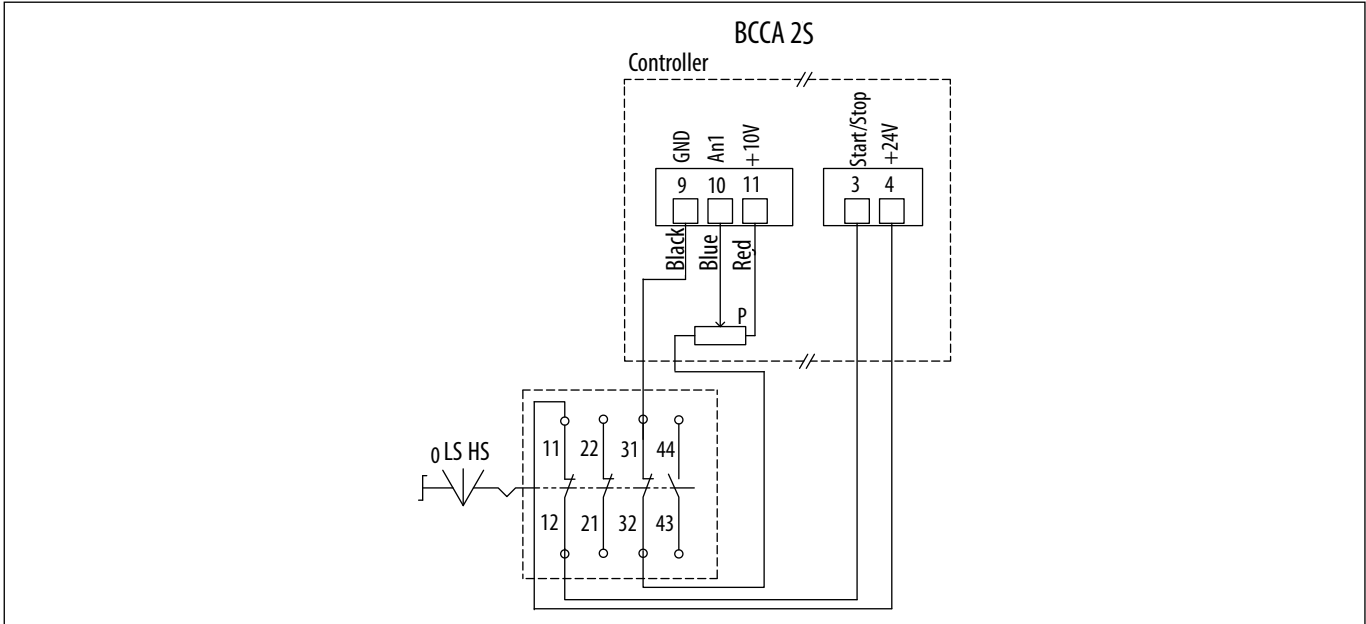 BCCA 2S
Controller
GND
An1
+10V
Start/Stop
+24V
9 10 11
3 4
Black
Blue
Red
P
0 LS HS
11 22 31 44
12 21 32 43